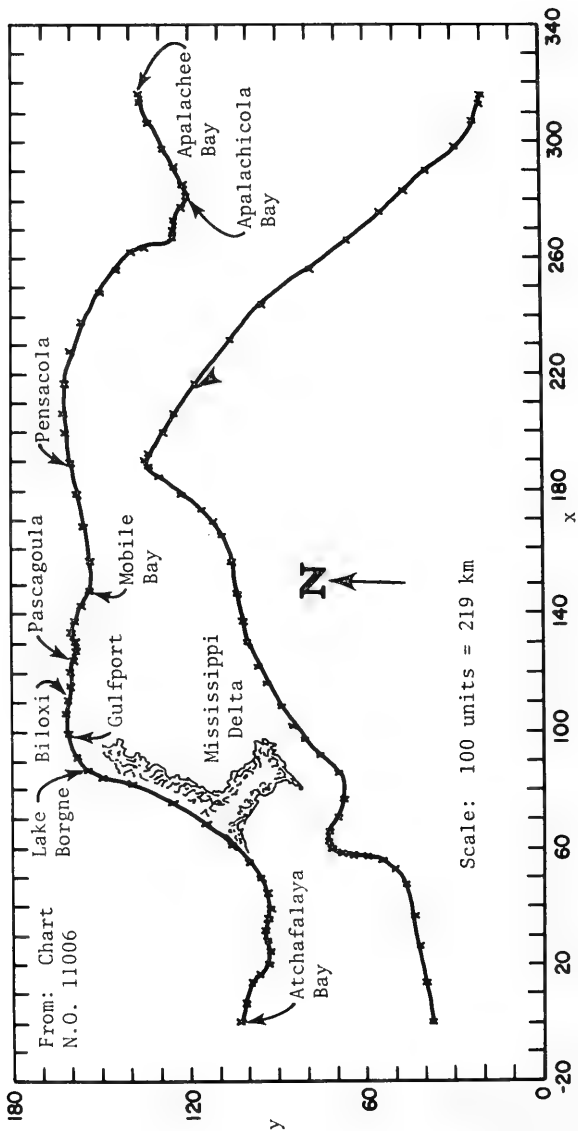 From: Chart
N.O. 11006
Lake
Borgne
Biloxi
Gulfport
Pascagoula
Mobile
Bay
Pensacola
Apalachee
Bay
Apalachicola
Bay
Atchafalaya
Bay
Mississippi
Delta
N
Scale: 100 units = 219 km
y
180
120
60
0
-20
20
60
100
140
180
220
260
300
340
x